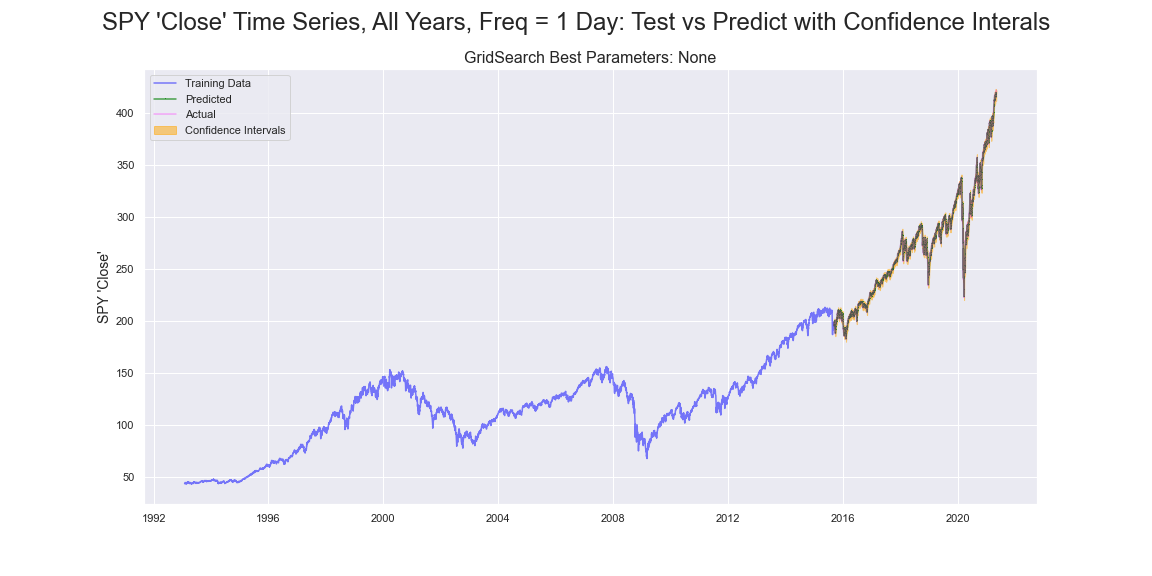 SPY 'Close' Time Series, All Years, Freq = 1 Day: Test vs Predict with Confidence Interals
GridSearch Best Parameters: None
Training Data
Predicted
Actual
Confidence Intervals
SPY 'Close'
400
350
300
250
200
150
100
50
1992 1996 2000 2004 2008 2012 2016 2020